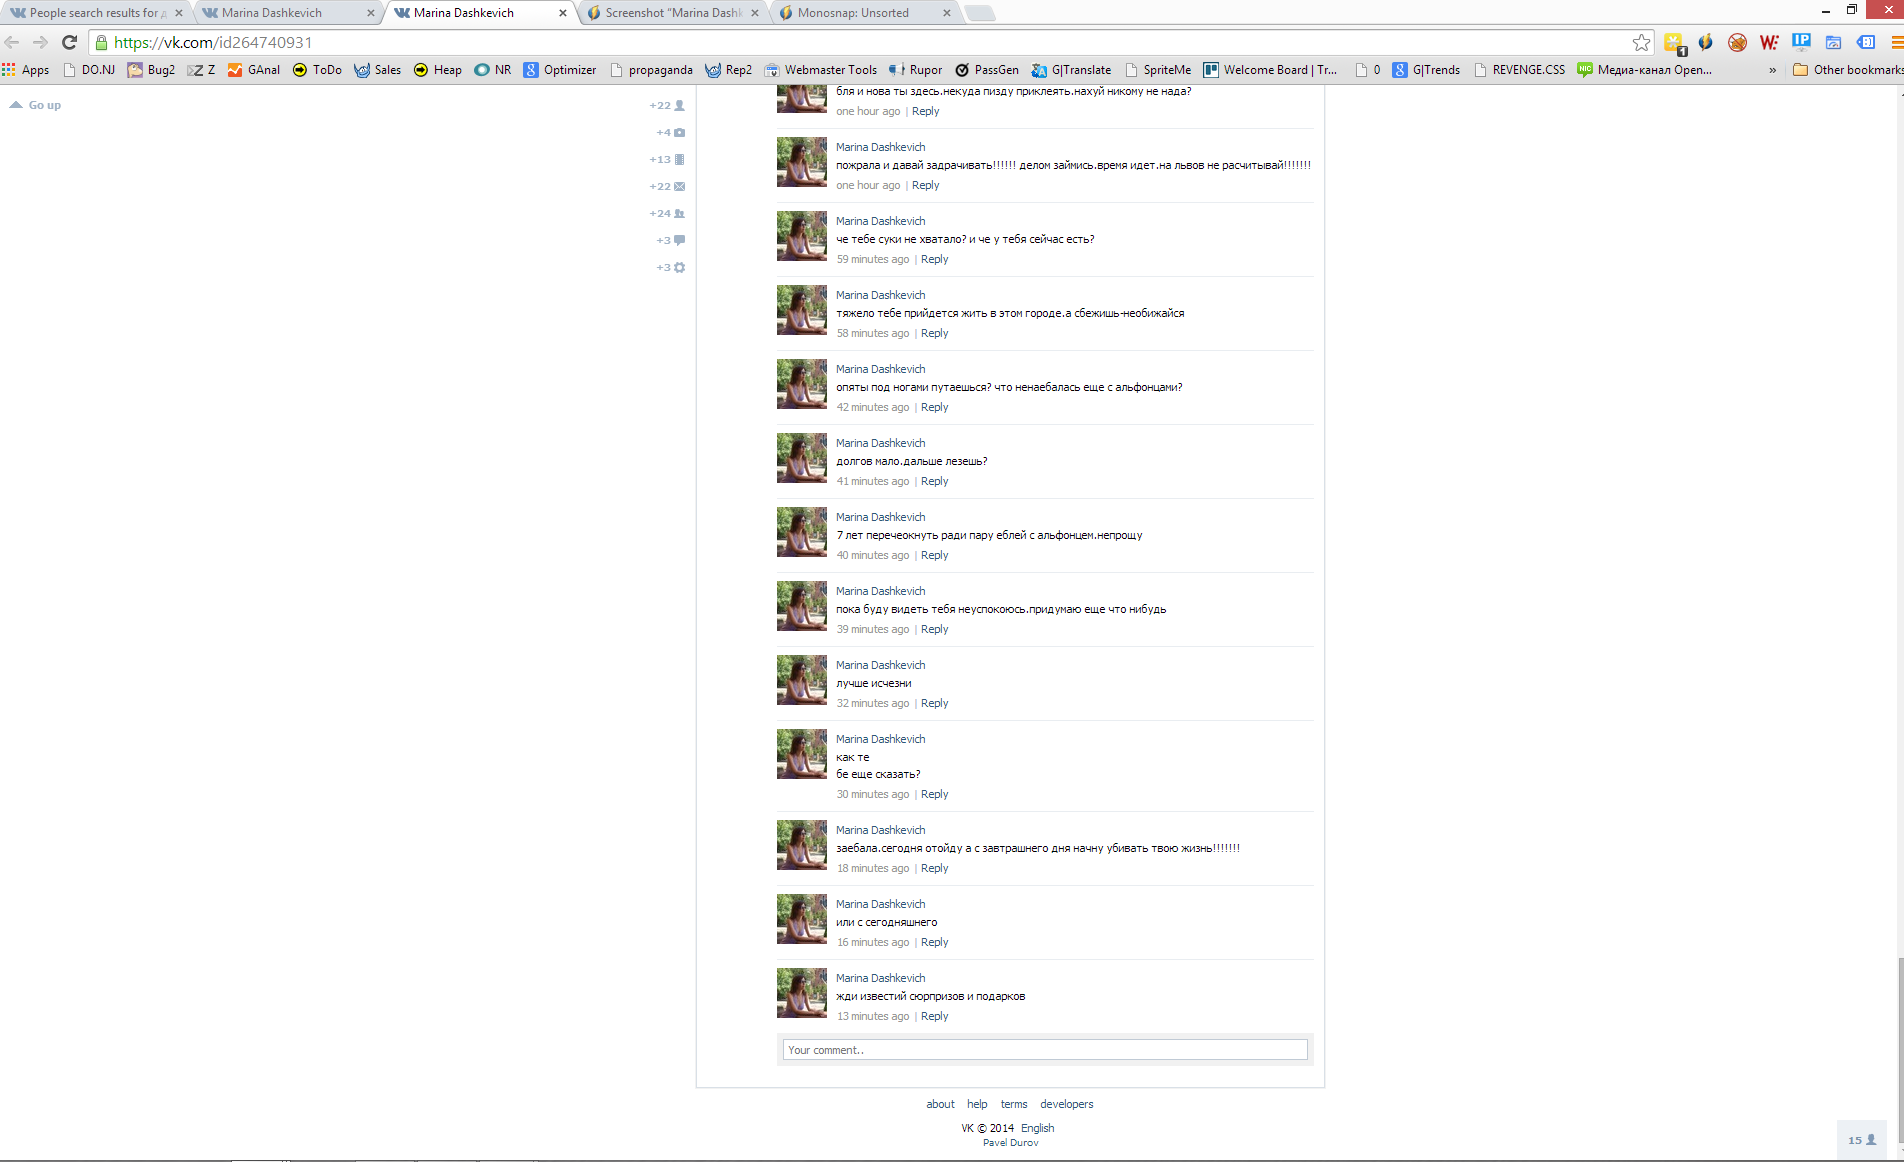 People search results for д
Marina Dashkevich
Marina Dashkevich
Screenshot “Marina Dashk
Monosnap: Unsorted
https://vk.com/id264740931
1
Apps DO.NJ Bug2 Z GAnal ToDo Sales Heap NR Optimizer propaganda Rep2 Webmaster Tools Rupor PassGen G|Translate SpriteMe Welcome Board | Tr... 0 G|Trends REVENGE.CSS Медиа-канал Open... » Other bookmarks
Go up
+22
+4
+13
+22
+24
+3
+3
бля и нова ты здесь.некуда пизду приклеять.нахуй никому не нада?
one hour ago | Reply
Marina Dashkevich
пожрала и давай задрачивать!!!!!! делом займись.время идет.на львов не расчитывай!!!!!!!
one hour ago | Reply
Marina Dashkevich
че тебе суки не хватало? и че у тебя сейчас есть?
59 minutes ago | Reply
Marina Dashkevich
тяжело тебе прийдется жить в этом городе.а сбежишь-необижайся
58 minutes ago | Reply
Marina Dashkevich
опяты под ногами путаешься? что ненаебалась еще с альфонцами?
42 minutes ago | Reply
Marina Dashkevich
долгов мало.дальше лезешь?
41 minutes ago | Reply
Marina Dashkevich
7 лет перечеокнуть ради пару еблей с альфонцем.непрощу
40 minutes ago | Reply
Marina Dashkevich
пока буду видеть тебя неуспокоюсь.придумаю еще что нибудь
39 minutes ago | Reply
Marina Dashkevich
лучше исчезни
32 minutes ago | Reply
Marina Dashkevich
как те
бе еще сказать?
30 minutes ago | Reply
Marina Dashkevich
заебала.сегодня отойду а с завтрашнего дня начну убивать твою жизнь!!!!!!!
18 minutes ago | Reply
Marina Dashkevich
или с сегодняшнего
16 minutes ago | Reply
Marina Dashkevich
жди известий сюрпризов и подарков
13 minutes ago | Reply
Your comment..
about help terms developers
VK © 2014 English
Pavel Durov
15